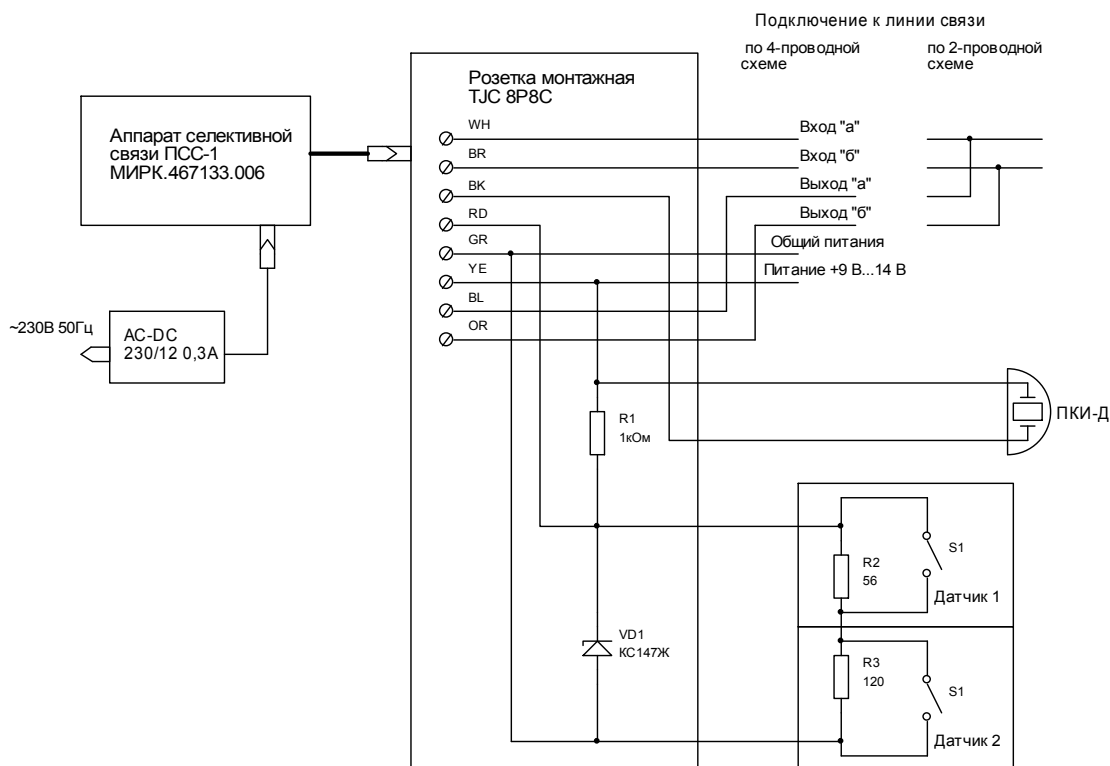 Подключение к линии связи
по 4-проводной
схеме
по 2-проводной
схеме
Розетка монтажная
TJC 8P8C
Аппарат селективной
связи ПСС-1
МИРК.467133.006
WH
Вход "а"
BR
Вход "б"
BK
Выход "а"
RD
Выход "б"
GR
Общий питания
YE
Питание +9 В...14 В
BL
OR
~230В 50Гц
AC-DC
230/12 0,3А
R1
1кОм
ПКИ-Д
R2
56
S1
Датчик 1
VD1
КС147Ж
R3
120
S1
Датчик 2